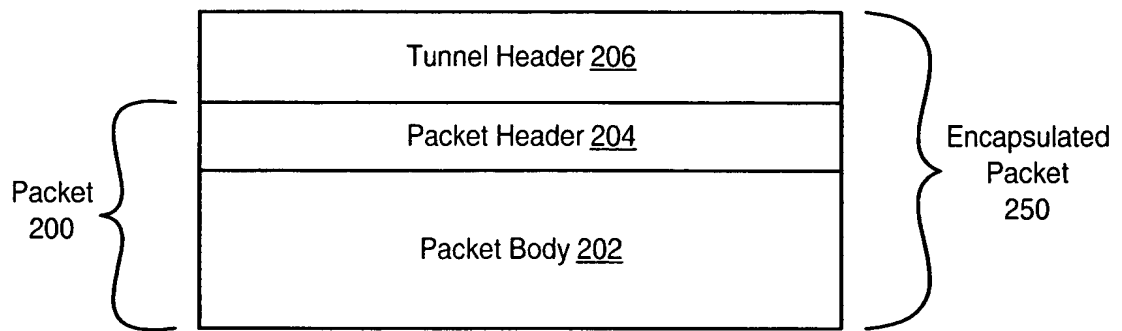 Tunnel Header 206
Packet Header 204
Packet Body 202
Packet
200
Encapsulated
Packet
250